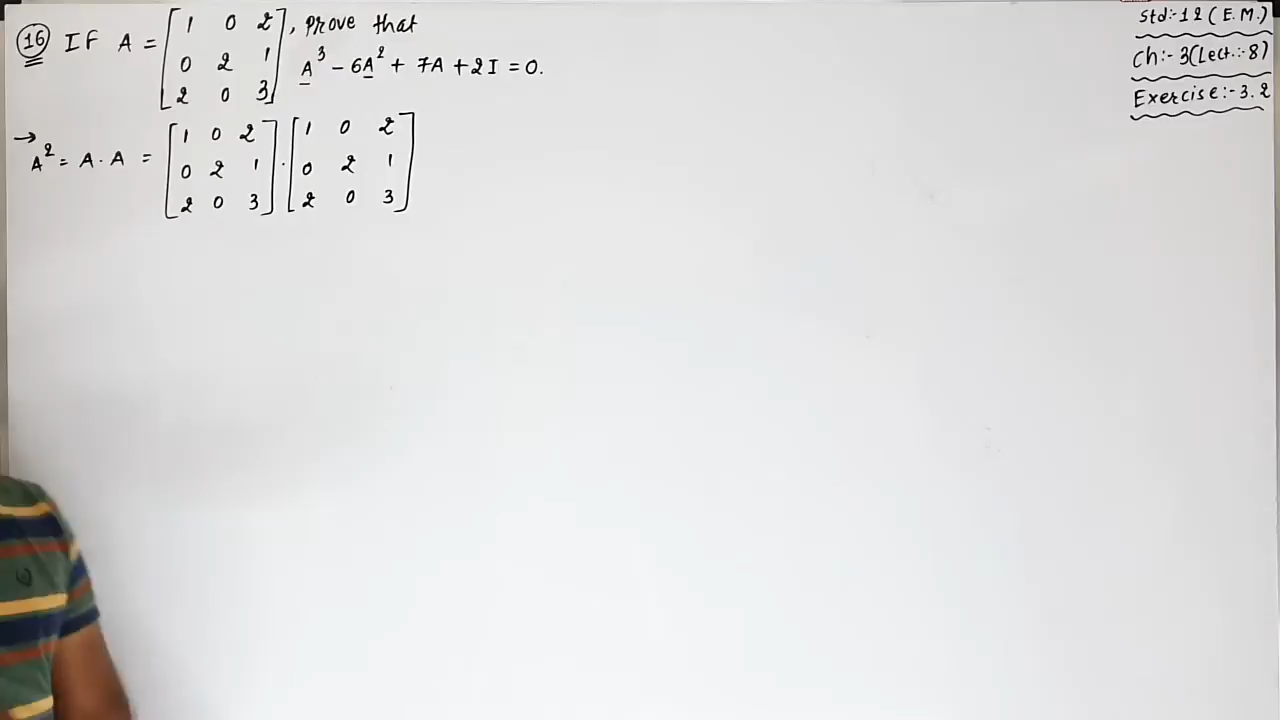 16 If A = [1 0 2
0 2 1
2 0 3], prove that
A³ - 6A² + 7A + 2I = 0.
→ A² = A · A = [1 0 2
0 2 1
2 0 3] · [1 0 2
0 2 1
2 0 3]
Std:-12 (E.M.)
Ch:-3(Lect.:-8)
Exercise:-3.2